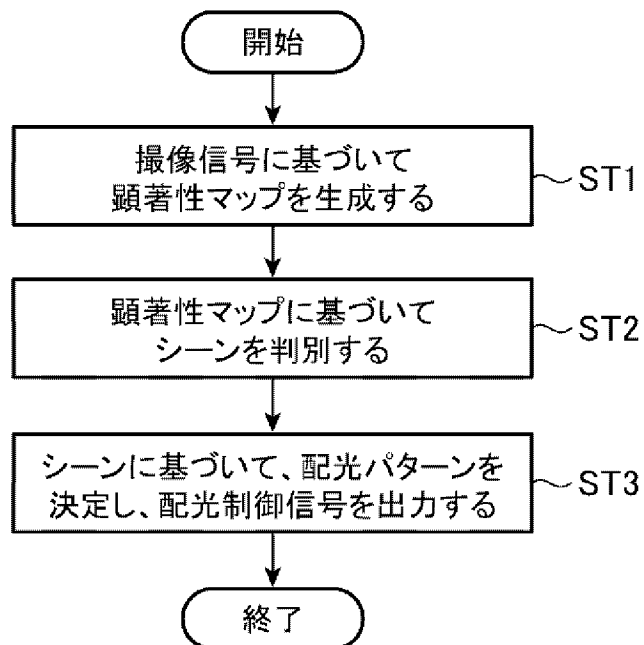 開始
撮像信号に基づいて
顕著性マップを生成する
ST1
顕著性マップに基づいて
シーンを判別する
ST2
シーンに基づいて、配光パターンを
決定し、配光制御信号を出力する
ST3
終了